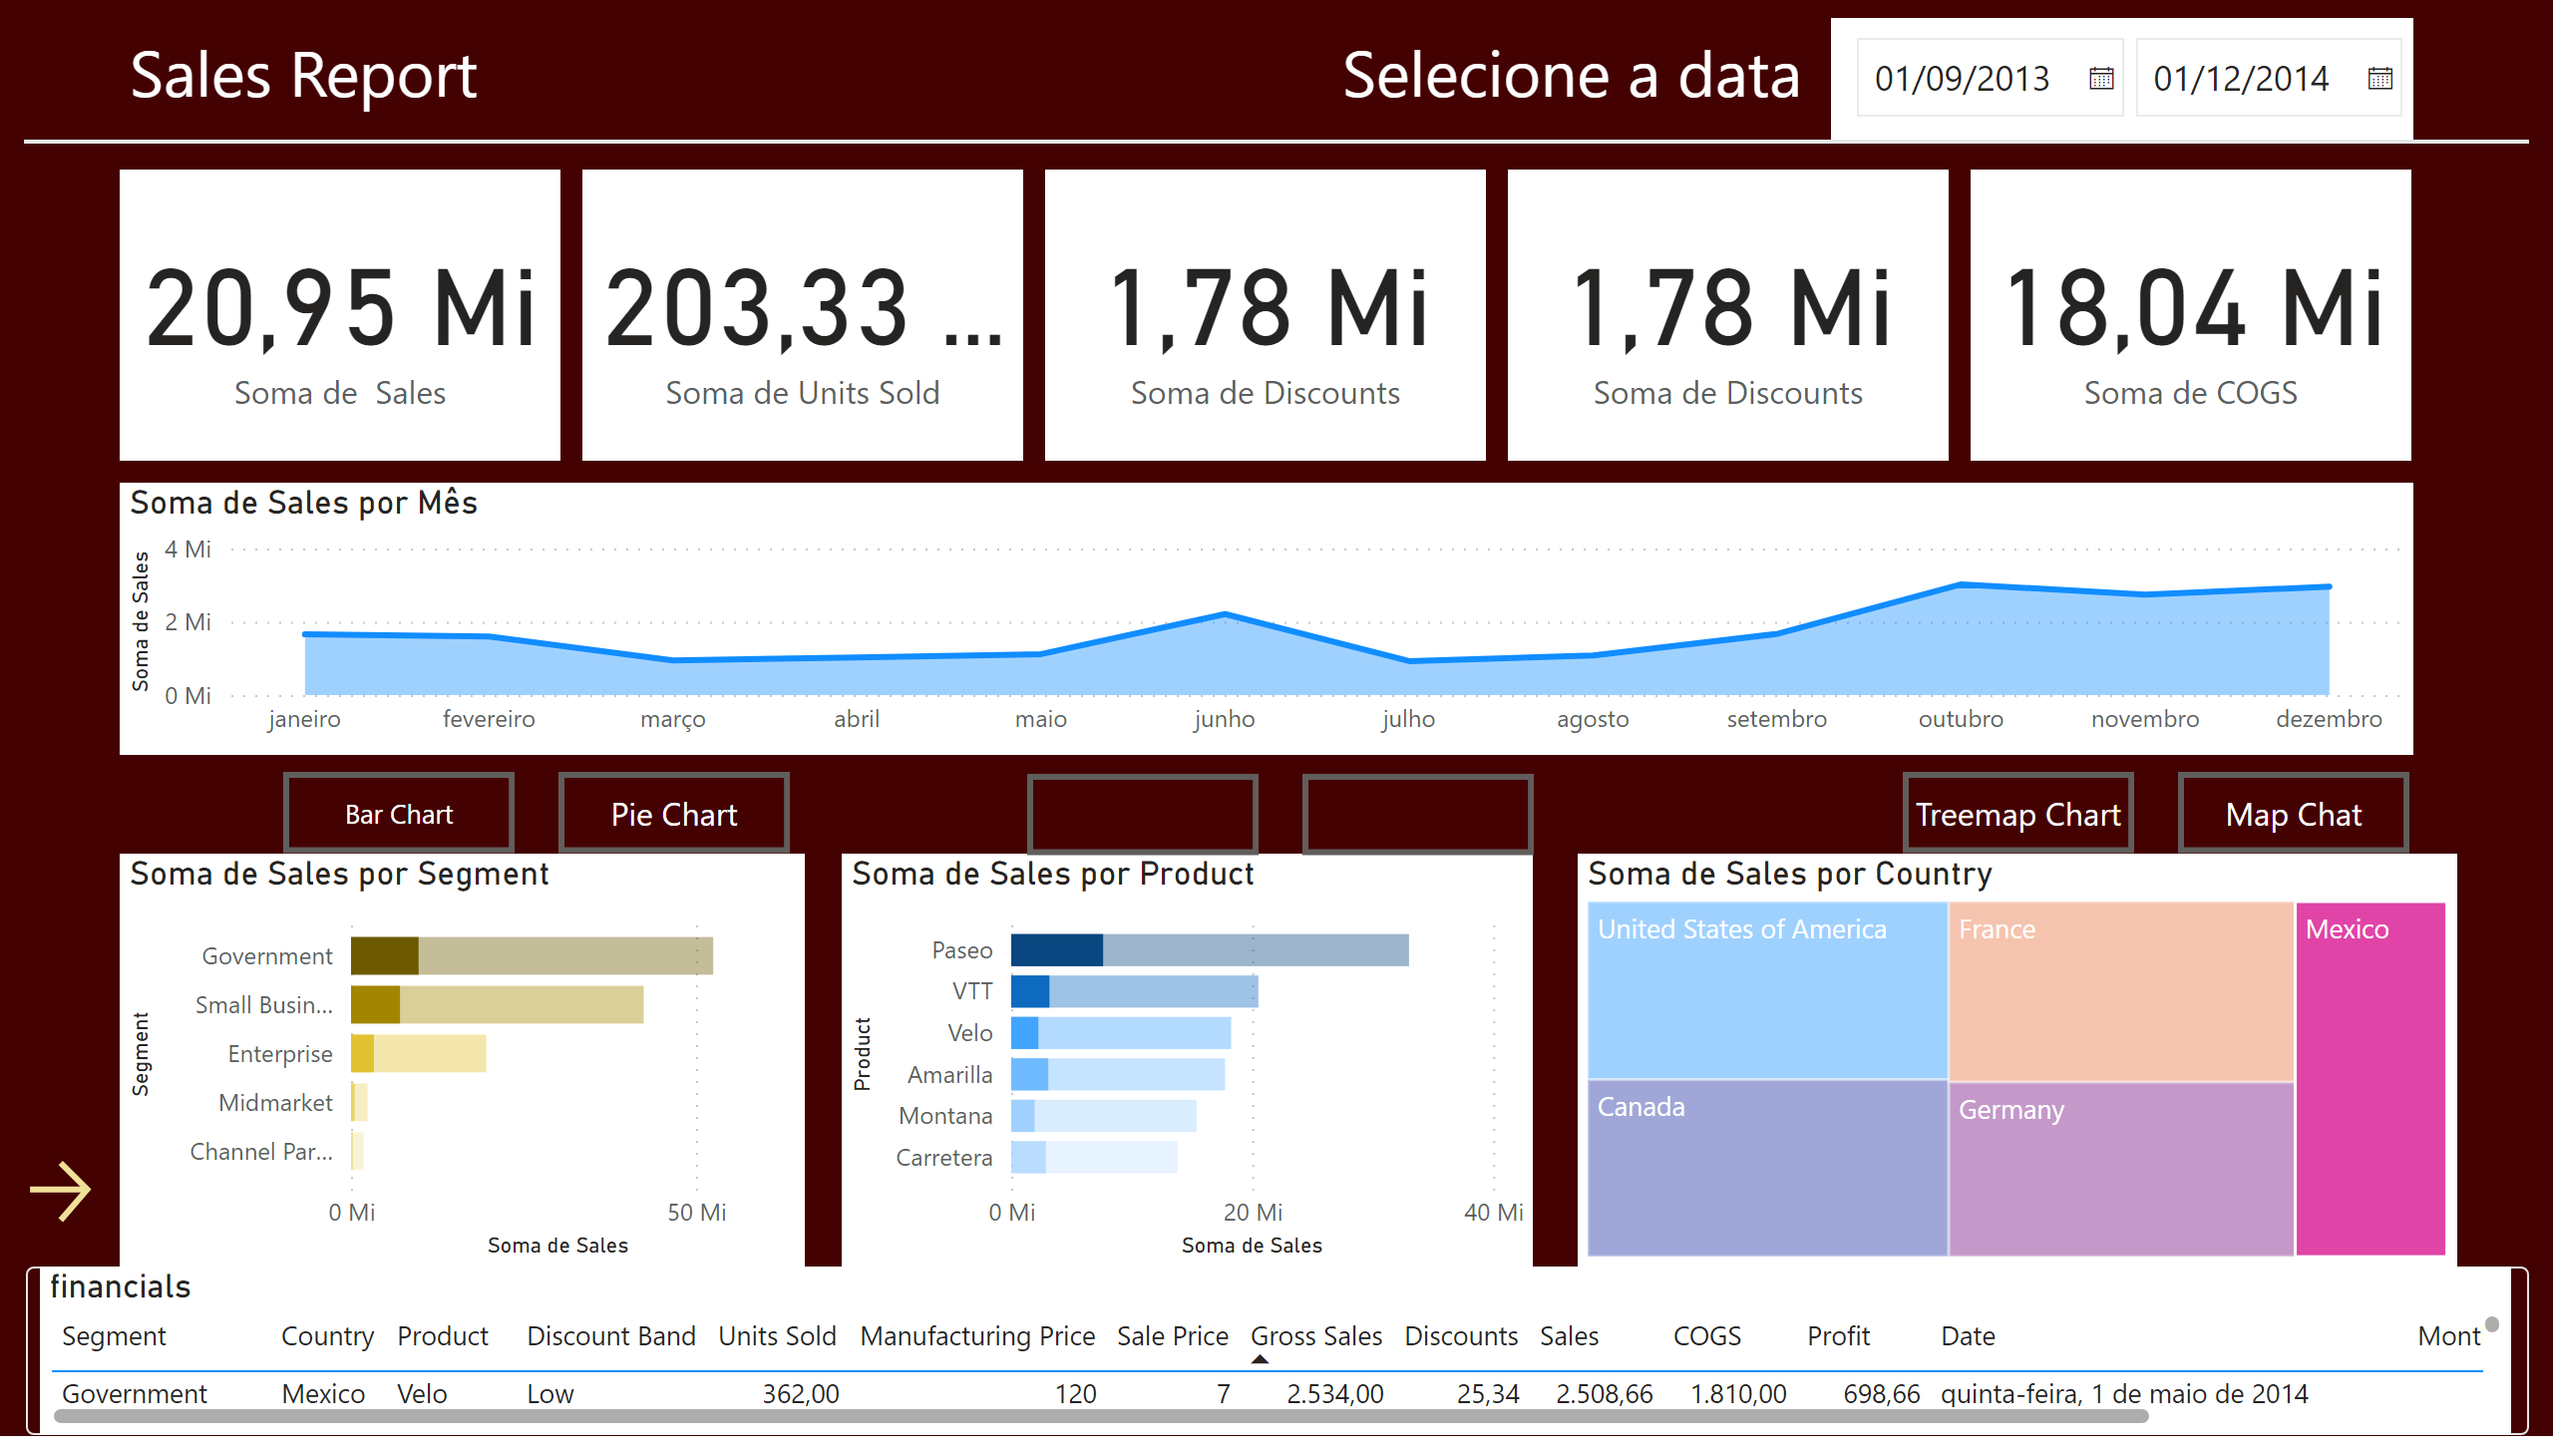 Sales Report
Selecione a data
01/09/2013
01/12/2014
20,95 Mi
Soma de  Sales
203,33 ...
Soma de Units Sold
1,78 Mi
Soma de Discounts
1,78 Mi
Soma de Discounts
18,04 Mi
Soma de COGS
Soma de Sales por Mês
Soma de Sales
4 Mi
2 Mi
0 Mi
janeiro fevereiro março abril maio junho julho agosto setembro outubro novembro dezembro
Bar Chart
Pie Chart
Treemap Chart
Map Chat
Soma de Sales por Segment
Segment
Government
Small Busin...
Enterprise
Midmarket
Channel Par...
0 Mi 50 Mi
Soma de Sales
Soma de Sales por Product
Product
Paseo
VTT
Velo
Amarilla
Montana
Carretera
0 Mi 20 Mi 40 Mi
Soma de Sales
Soma de Sales por Country
United States of America
France
Mexico
Canada
Germany
financials
Segment Country Product Discount Band Units Sold Manufacturing Price Sale Price Gross Sales Discounts Sales COGS Profit Date Mont
Government Mexico Velo Low 362,00 120 7 2.534,00 25,34 2.508,66 1.810,00 698,66 quinta-feira, 1 de maio de 2014